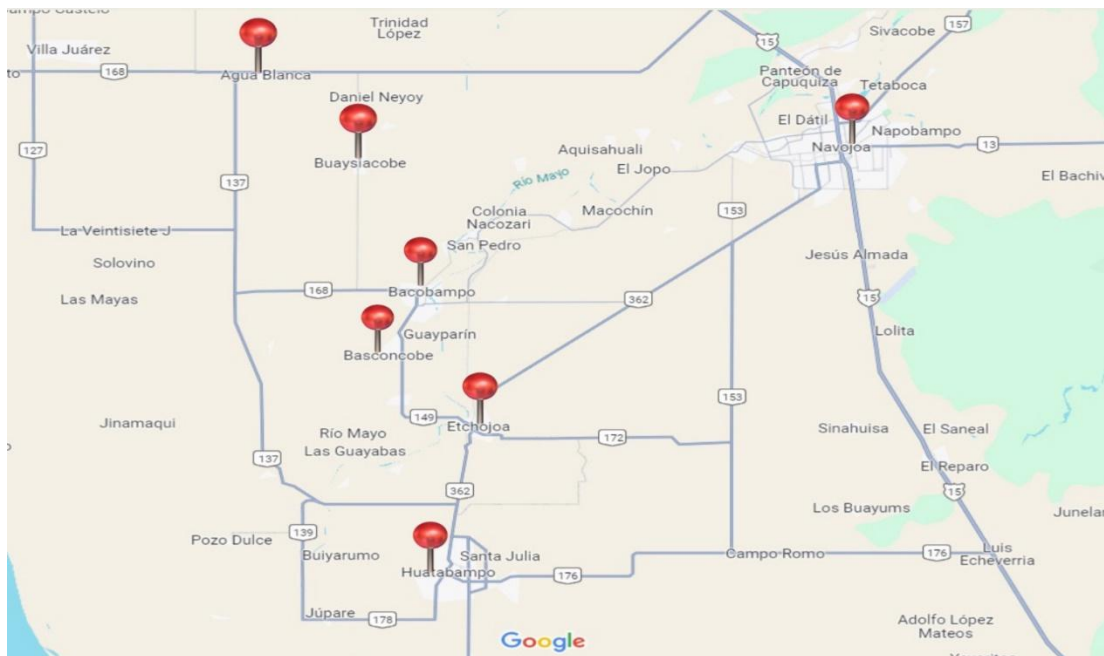 Trinidad
López
157
Sivacobe
15
Villa Juárez
168
Agua Blanca
Panteón de
Capuquiza
Tetaboca
Daniel Neyoy
El Dátil
Napobampo
127
Buaysiacobe
Aquisahuali
Navojoa
13
El Jopo
El Bachiv
Río Mayo
137
Colonia
Nacozari
Macochín
153
La Veintisiete J
San Pedro
Jesús Almada
Solovino
168
Bacobampo
Las Mayas
362
15
Guayparín
Lolita
Basconcobe
153
Jinamaqui
149
Etchojoa
172
Río Mayo
Las Guayabas
Sinahuisa
El Saneal
137
El Reparo
362
15
Los Buayums
Junelan
139
Pozo Dulce
Buiyarumo
Santa Julia
Campo Romo
176
Luis
Echeverria
Huatabampo
176
Júpare
178
Adolfo López
Mateos
Google